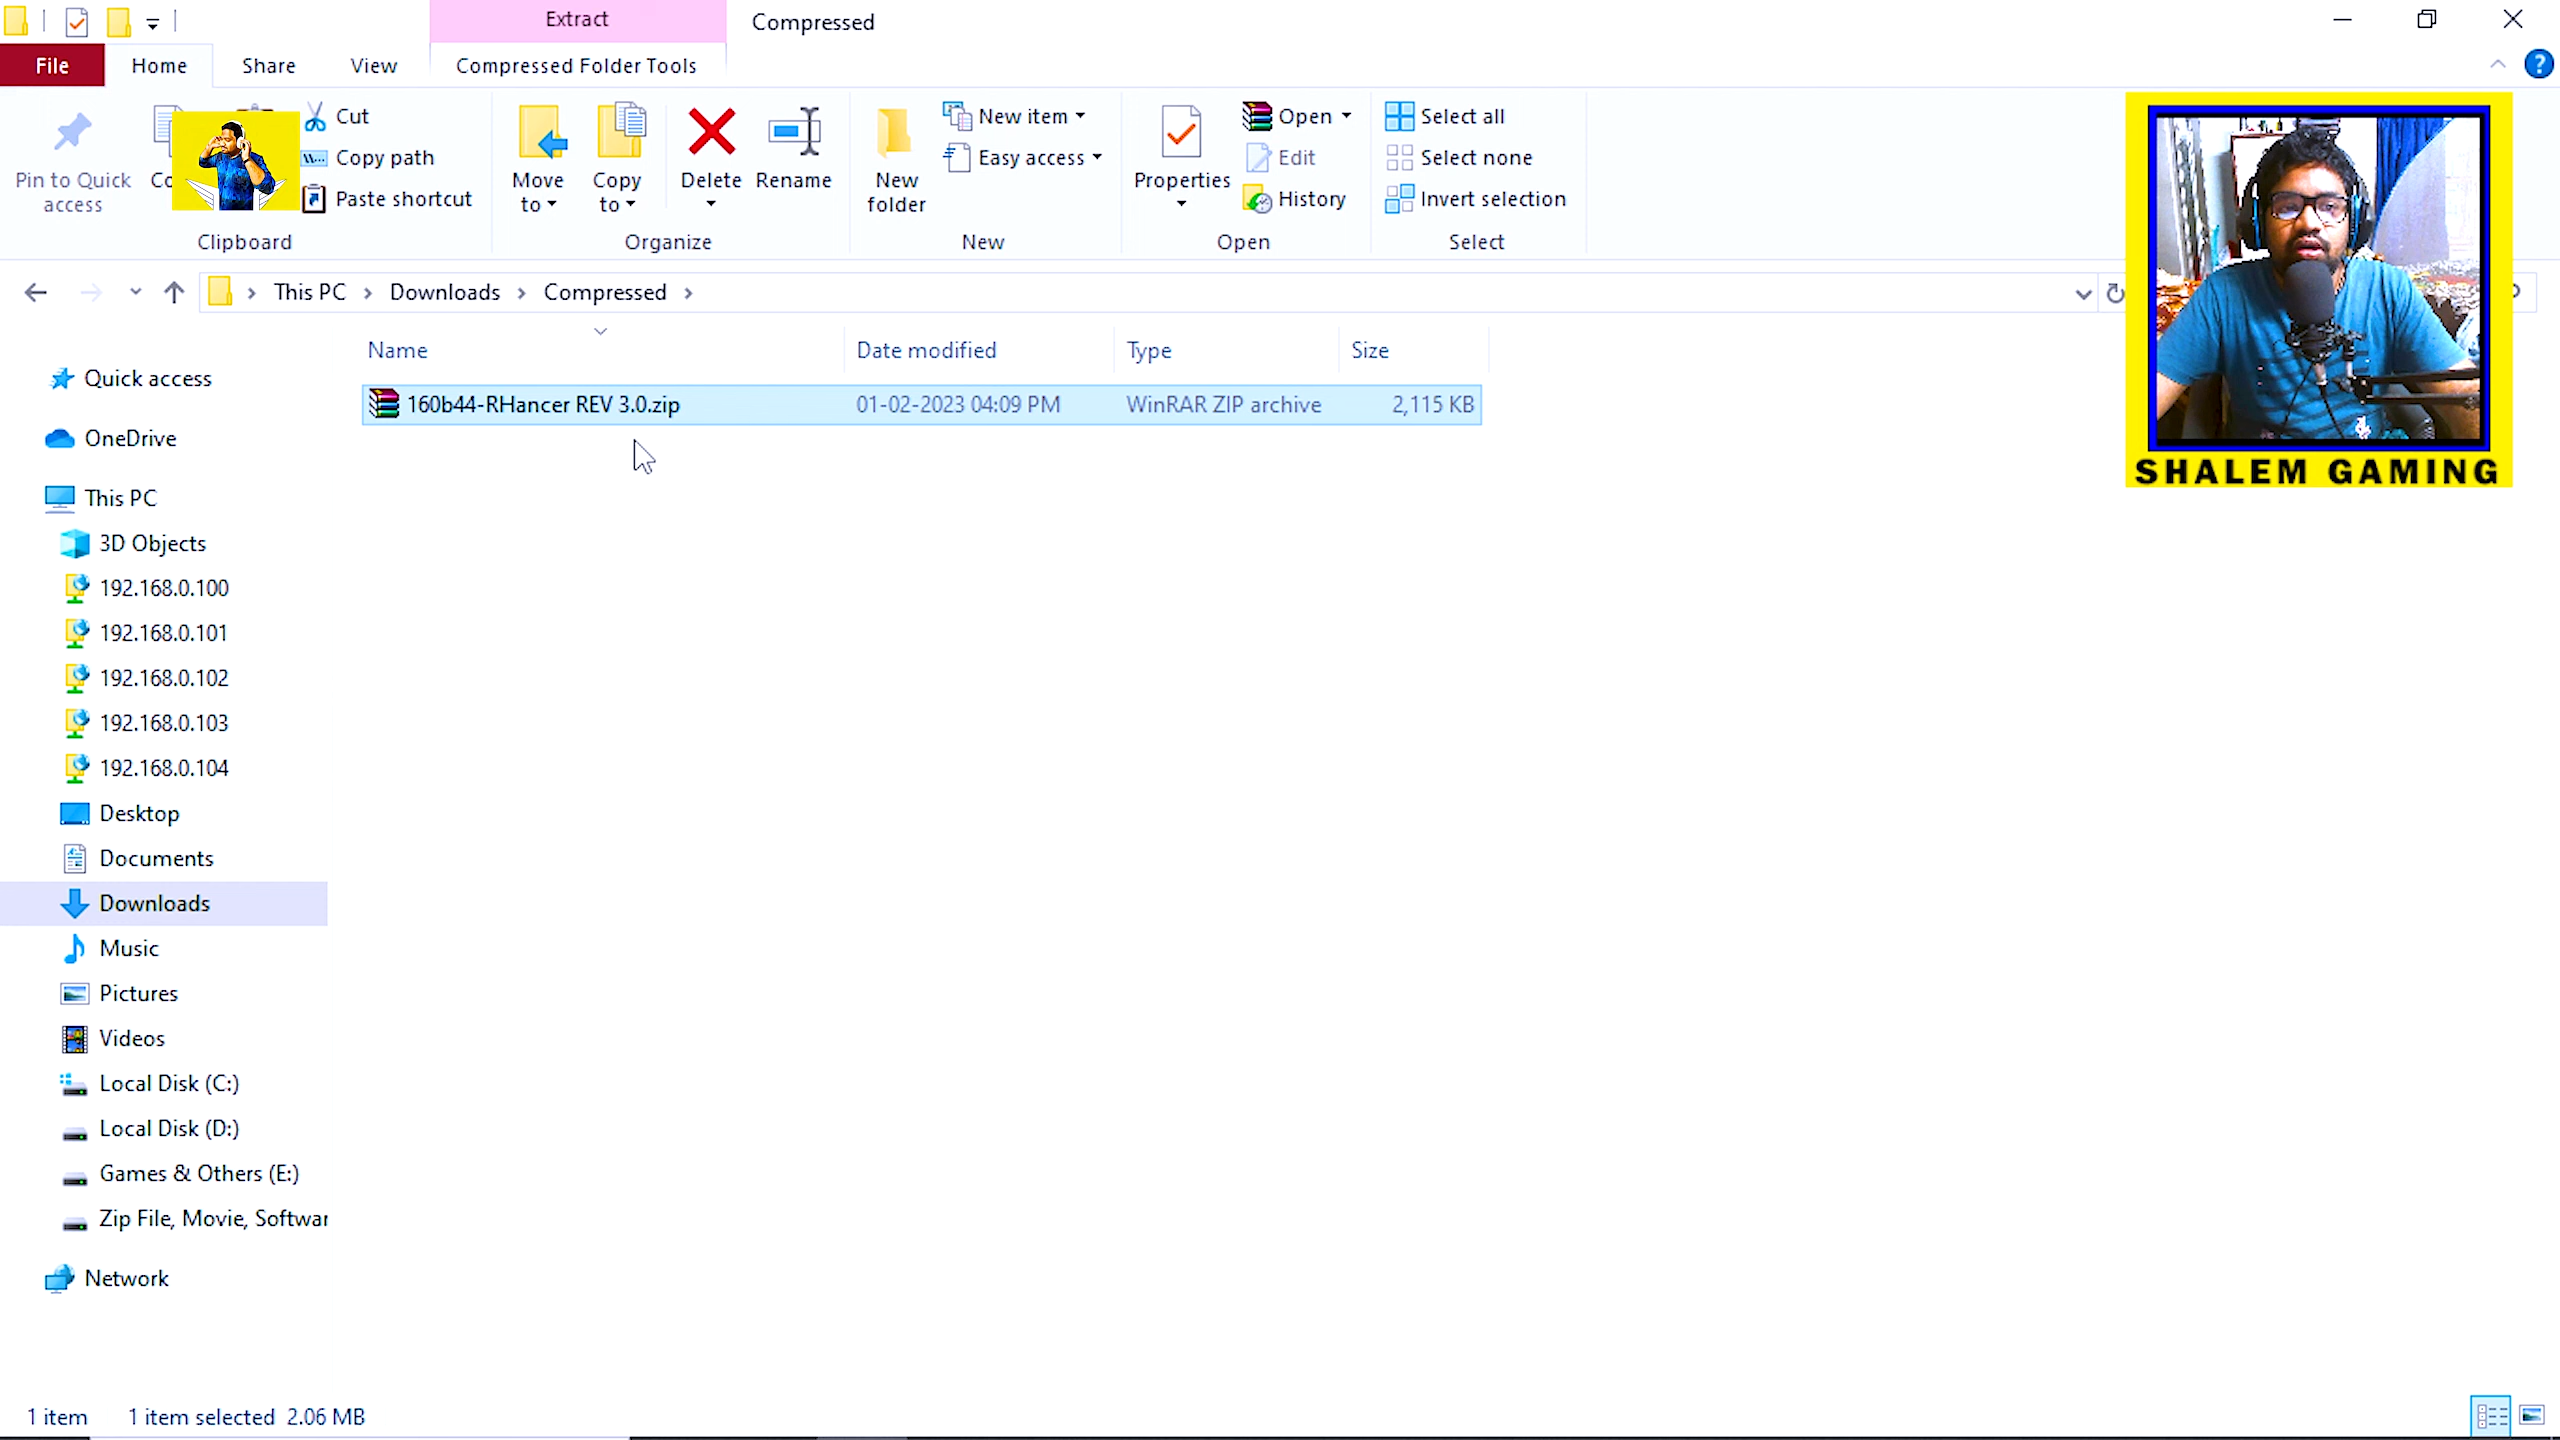 Extract
Compressed
File
Home
Share
View
Compressed Folder Tools
Pin to Quick access
Cut
Copy path
Paste shortcut
Clipboard
Move to
Copy to
Delete
Rename
Organize
New folder
New item
Easy access
New
Properties
Open
Edit
History
Open
Select all
Select none
Invert selection
Select
This PC
Downloads
Compressed
SHALEM GAMING
Name
Date modified
Type
Size
160b44-RHancer REV 3.0.zip
01-02-2023 04:09 PM
WinRAR ZIP archive
2,115 KB
Quick access
OneDrive
This PC
3D Objects
192.168.0.100
192.168.0.101
192.168.0.102
192.168.0.103
192.168.0.104
Desktop
Documents
Downloads
Music
Pictures
Videos
Local Disk (C:)
Local Disk (D:)
Games & Others (E:)
Zip File, Movie, Softwar
Network
1 item
1 item selected 2.06 MB